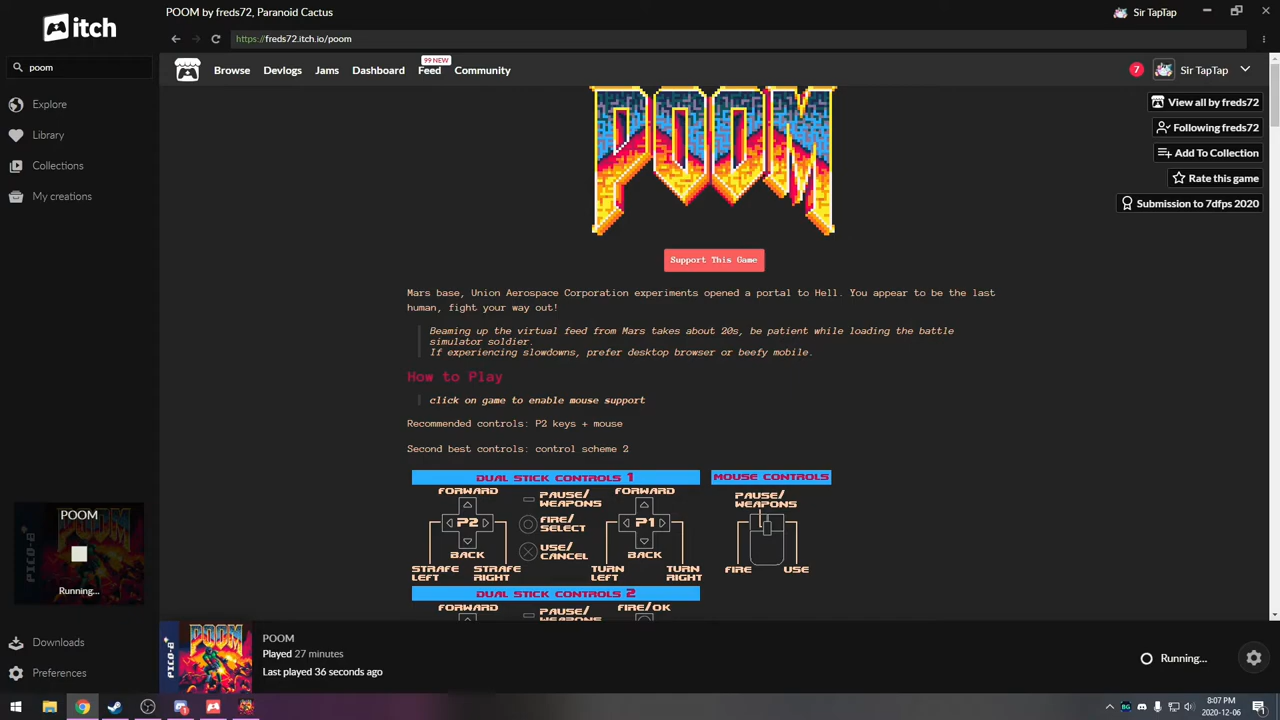 itch
POOM by freds72, Paranoid Cactus
Sir TapTap
https://freds72.itch.io/poom
poom
Explore
Library
Collections
My creations
Browse
Devlogs
Jams
Dashboard
99 NEW
Feed
Community
7
Sir TapTap
POOM
View all by freds72
Following freds72
Add To Collection
Rate this game
Submission to 7dfps 2020
Support This Game
Mars base, Union Aerospace Corporation experiments opened a portal to Hell. You appear to be the last
human, fight your way out!
Beaming up the virtual feed from Mars takes about 20s, be patient while loading the battle
simulator soldier.
If experiencing slowdowns, prefer desktop browser or beefy mobile.
How to Play
click on game to enable mouse support
Recommended controls: P2 keys + mouse
Second best controls: control scheme 2
DUAL STICK CONTROLS 1
FORWARD
P2
BACK
STRAFE
LEFT
STRAFE
RIGHT
PAUSE/
WEAPONS
FIRE/
SELECT
USE/
CANCEL
FORWARD
P1
BACK
TURN
LEFT
TURN
RIGHT
MOUSE CONTROLS
PAUSE/
WEAPONS
FIRE
USE
DUAL STICK CONTROLS 2
FORWARD
PAUSE/
WEAPONS
FIRE/OK
POOM
PICO-8
Running...
Downloads
Preferences
PICO-8
POOM
POOM
Played 27 minutes
Last played 36 seconds ago
Running...
8:07 PM
2020-12-06